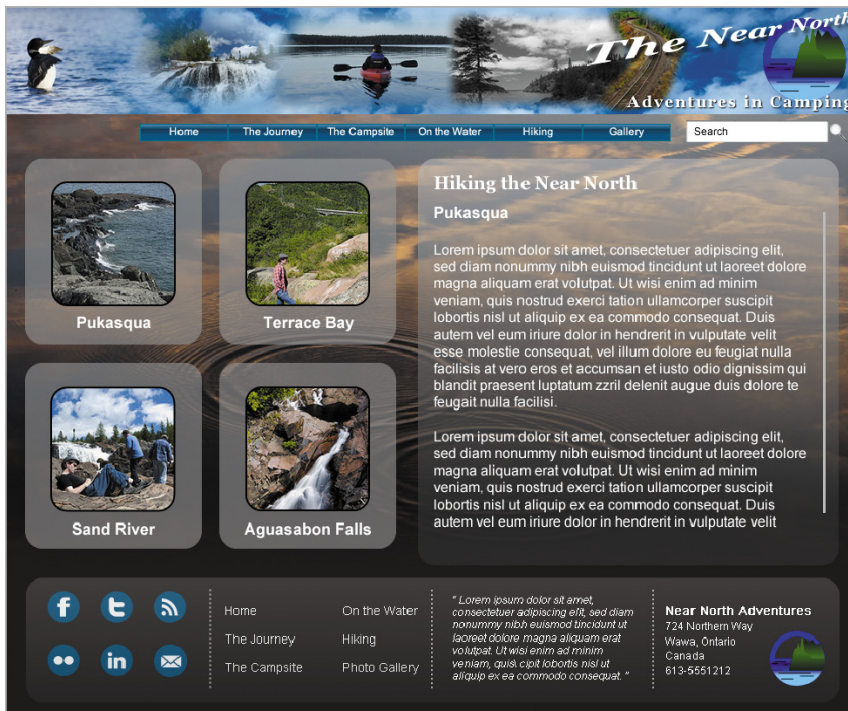 The Near North
Adventures in Camping
Home The Journey The Campsite On the Water Hiking Gallery Search
Pukasqua
Terrace Bay
Sand River
Aguasabon Falls
Hiking the Near North
Pukasqua
Lorem ipsum dolor sit amet, consectetuer adipiscing elit,
sed diam nonummy nibh euismod tincidunt ut laoreet dolore
magna aliquam erat volutpat. Ut wisi enim ad minim
veniam, quis nostrud exerci tation ullamcorper suscipit
lobortis nisl ut aliquip ex ea commodo consequat. Duis
autem vel eum iriure dolor in hendrerit in vulputate velit
esse molestie consequat, vel illum dolore eu feugiat nulla
facilisis at vero eros et accumsan et iusto odio dignissim qui
blandit praesent luptatum zzril delenit augue duis dolore te
feugait nulla facilisi.
Lorem ipsum dolor sit amet, consectetuer adipiscing elit,
sed diam nonummy nibh euismod tincidunt ut laoreet dolore
magna aliquam erat volutpat. Ut wisi enim ad minim
veniam, quis nostrud exerci tation ullamcorper suscipit
lobortis nisl ut aliquip ex ea commodo consequat. Duis
autem vel eum iriure dolor in hendrerit in vulputate velit
Home
The Journey
The Campsite
On the Water
Hiking
Photo Gallery
" Lorem ipsum dolor sit amet,
consectetuer adipiscing elit, sed diam
nonummy nibh euismod tincidunt ut
laoreet dolore magna aliquam erat
volutpat. Ut wisi enim ad minim
veniam, quis\ cipit lobortis nisl ut
aliquip ex ea commodo consequat. "
Near North Adventures
724 Northern Way
Wawa, Ontario
Canada
613-5551212